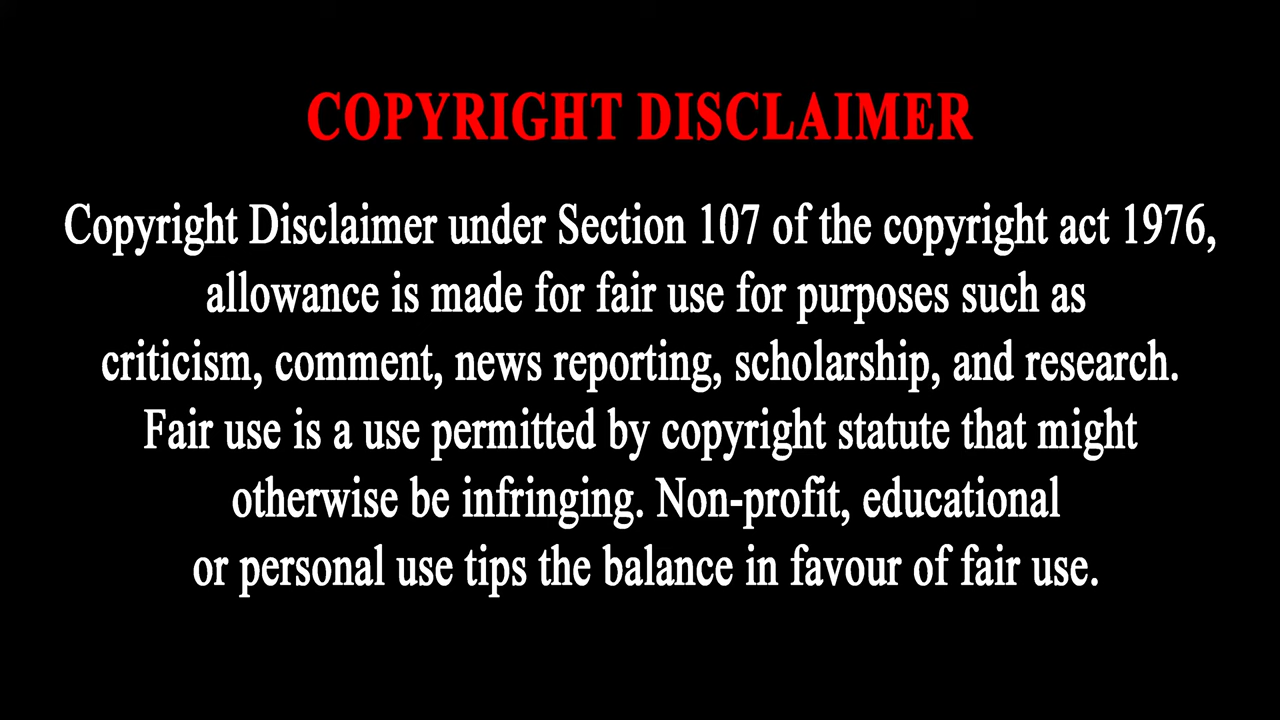 COPYRIGHT DISCLAIMER
Copyright Disclaimer under Section 107 of the copyright act 1976,
allowance is made for fair use for purposes such as
criticism, comment, news reporting, scholarship, and research.
Fair use is a use permitted by copyright statute that might
otherwise be infringing. Non-profit, educational
or personal use tips the balance in favour of fair use.